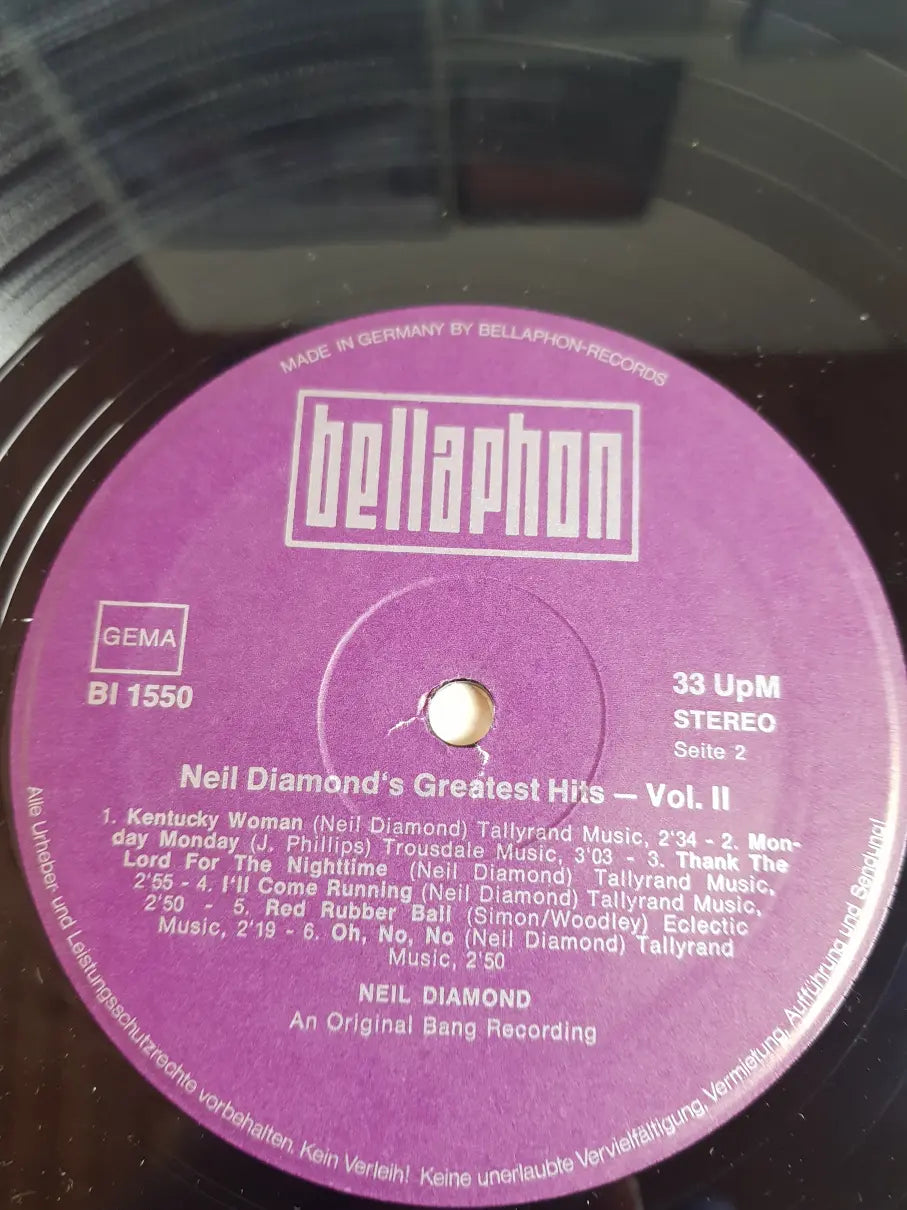 MADE IN GERMANY BY BELLAPHON-RECORDS
bellaphon
GEMA
BI 1550
33 UpM
STEREO
Seite 2
Neil Diamond's Greatest Hits – Vol. II
1. Kentucky Woman (Neil Diamond) Tallyrand Music, 2'34 - 2. Mon-
day Monday (J. Phillips) Trousdale Music, 3'03 - 3. Thank The
Lord For The Nighttime (Neil Diamond) Tallyrand Music,
2'55 - 4. I'll Come Running (Neil Diamond) Tallyrand Music,
2'50 - 5. Red Rubber Ball (Simon/Woodley) Eclectic
Music, 2'19 - 6. Oh, No, No (Neil Diamond) Tallyrand
Music, 2'50
NEIL DIAMOND
An Original Bang Recording
Alle Urheber- und Leistungsschutzrechte vorbehalten. Kein Verleih! Keine unerlaubte Vervielfältigung, Vermietung, Aufführung und Sendung!